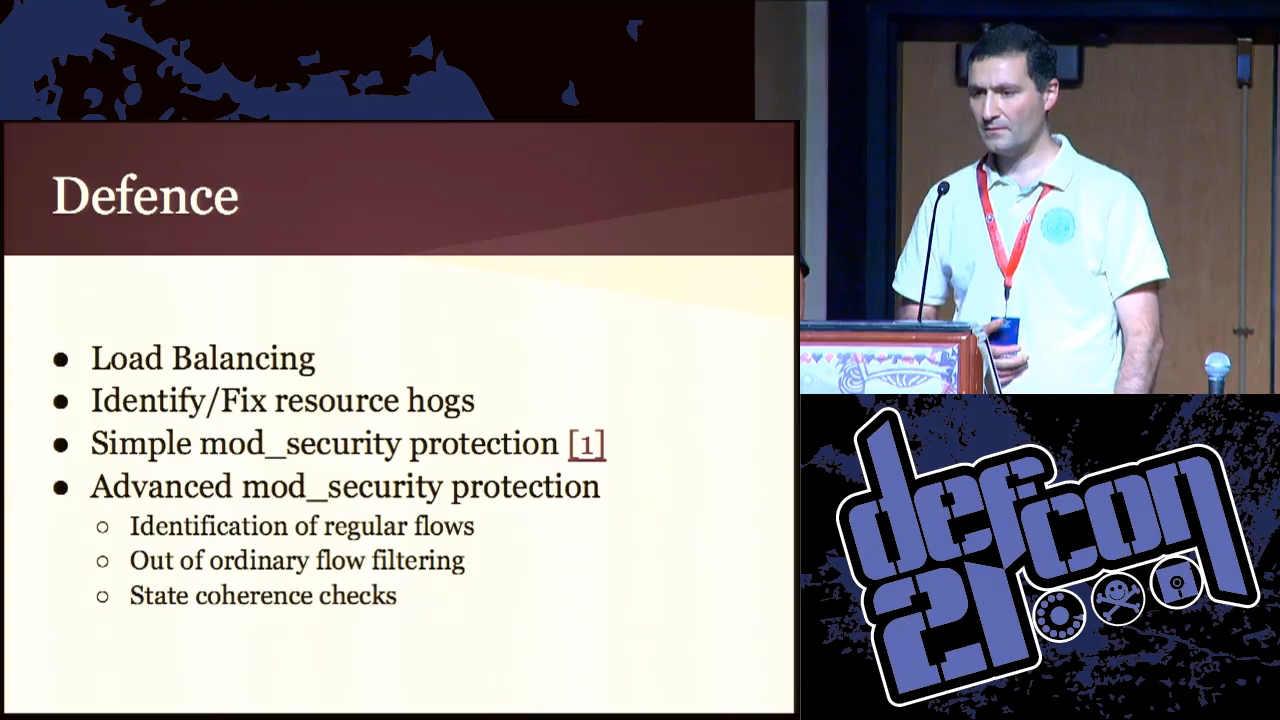 Defence
● Load Balancing
● Identify/Fix resource hogs
● Simple mod_security protection [1]
● Advanced mod_security protection
○ Identification of regular flows
○ Out of ordinary flow filtering
○ State coherence checks
defcon
21